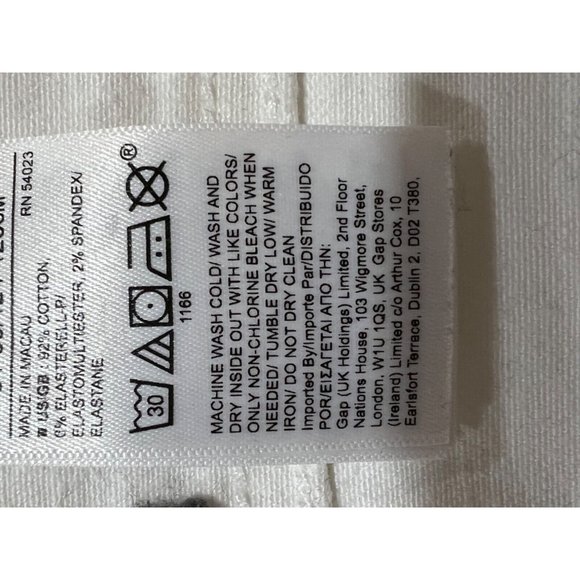 MADE IN MACAU
RN 54023
US/GB : 92% COTTON,
6% ELASTERELL-P/
ELASTOMULTIESTER, 2% SPANDEX/
ELASTANE
30
®
1166
MACHINE WASH COLD/ WASH AND
DRY INSIDE OUT WITH LIKE COLORS/
ONLY NON-CHLORINE BLEACH WHEN
NEEDED/ TUMBLE DRY LOW/ WARM
IRON/ DO NOT DRY CLEAN
Imported By/Importe Par/DISTRIBUIDO
POR/ΕΙΣΑΓΕΤΑΙ ΑΠΟ ΤΗΝ:
Gap (UK Holdings) Limited, 2nd Floor
Nations House, 103 Wigmore Street,
London, W1U 1QS, UK Gap Stores
(Ireland) Limited c/o Arthur Cox, 10
Earlsfort Terrace, Dublin 2, D02 T380,